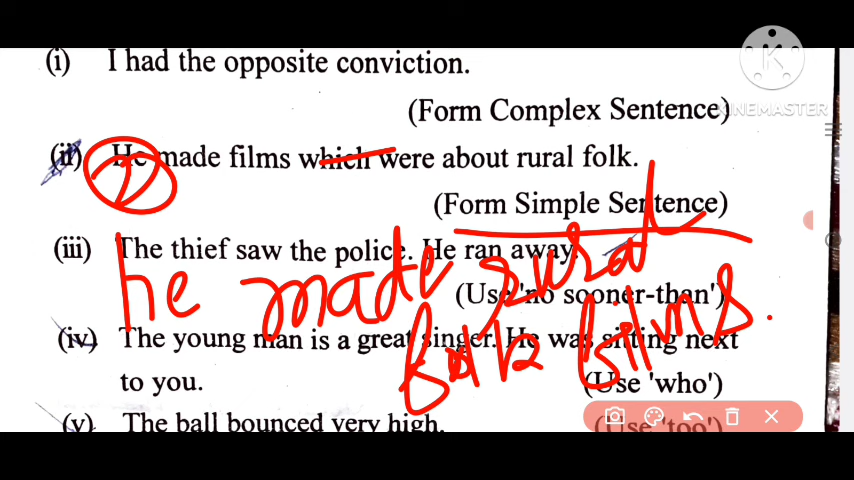 KINEMASTER
(i) I had the opposite conviction.
(Form Complex Sentence)
(ii) He made films which were about rural folk.
2)
(Form Simple Sentence)
(iii) The thief saw the police. He ran away.
he made rural
(Use 'no sooner-than')
folk films.
(iv) The young man is a great singer. He was sitting next
to you. (Use 'who')
(v) The ball bounced very high. (Use 'too')